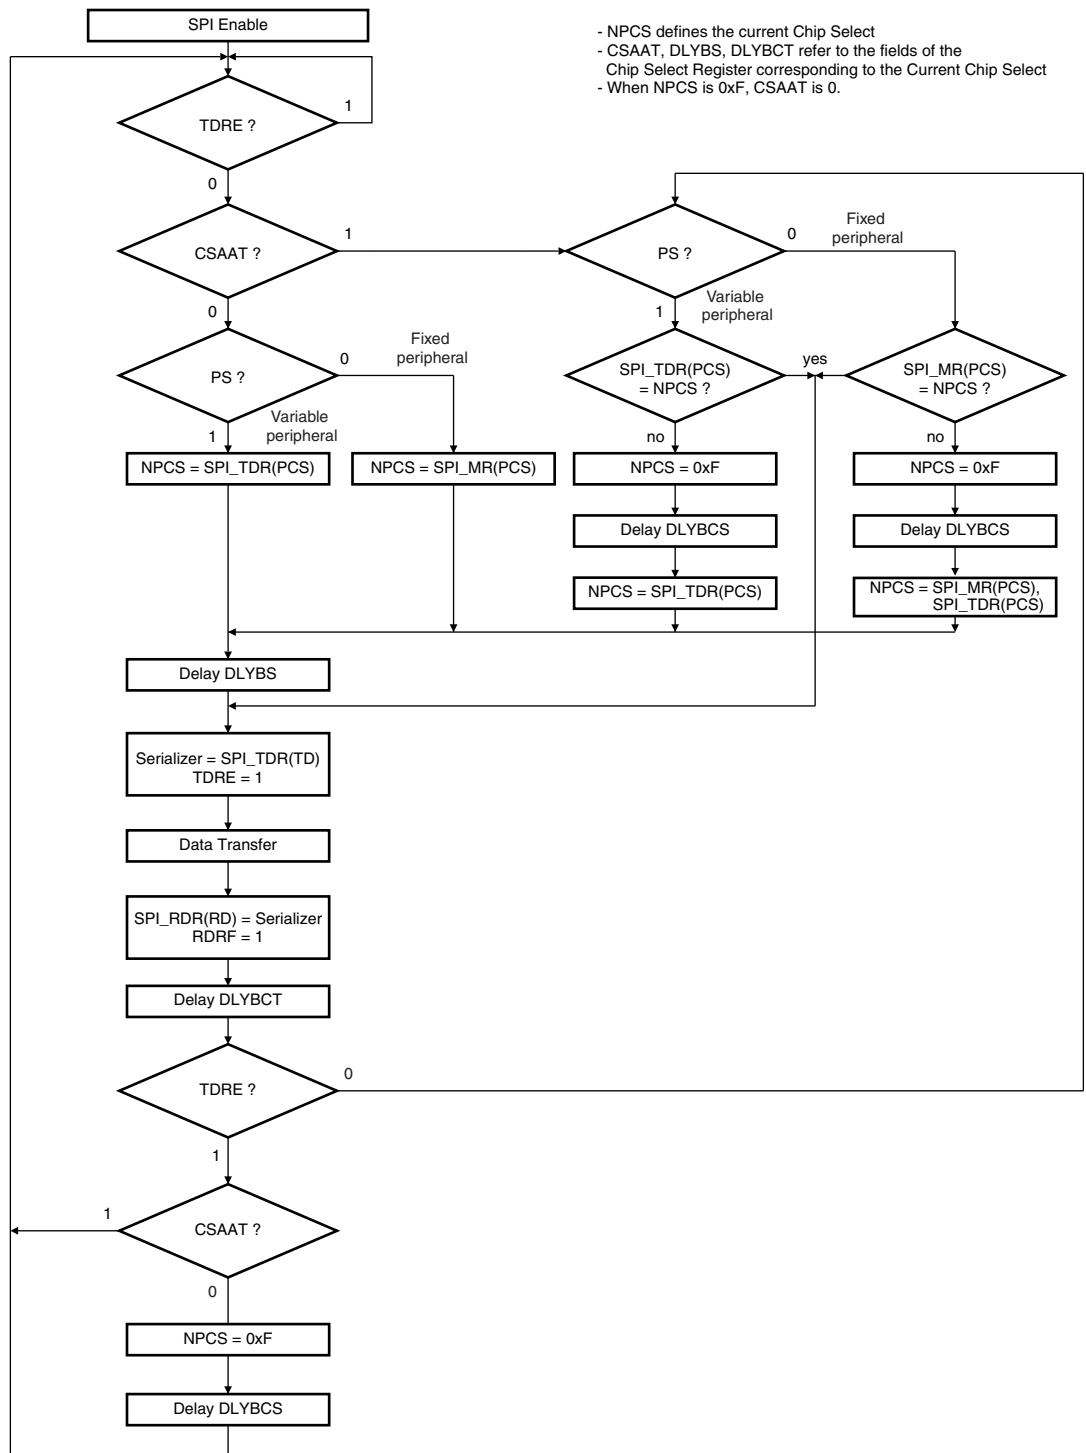 SPI Enable
- NPCS defines the current Chip Select
- CSAAT, DLYBS, DLYBCT refer to the fields of the
Chip Select Register corresponding to the Current Chip Select
- When NPCS is 0xF, CSAAT is 0.
TDRE ?
1
0
CSAAT ?
1
0
PS ?
0
Fixed
peripheral
1
Variable
peripheral
PS ?
0
Fixed
peripheral
1
Variable
peripheral
SPI_TDR(PCS)
= NPCS ?
yes
SPI_MR(PCS)
= NPCS ?
no
no
NPCS = SPI_TDR(PCS)
NPCS = SPI_MR(PCS)
NPCS = 0xF
NPCS = 0xF
Delay DLYBCS
Delay DLYBCS
NPCS = SPI_TDR(PCS)
NPCS = SPI_MR(PCS),
SPI_TDR(PCS)
Delay DLYBS
Serializer = SPI_TDR(TD)
TDRE = 1
Data Transfer
SPI_RDR(RD) = Serializer
RDRF = 1
Delay DLYBCT
TDRE ?
0
1
CSAAT ?
1
0
NPCS = 0xF
Delay DLYBCS